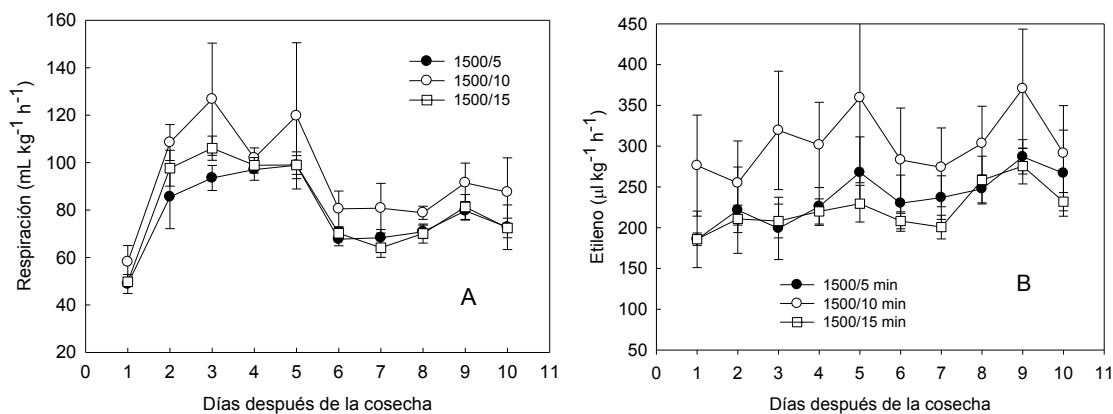 160
140
120
100
80
60
40
20
Respiración (mL kg⁻¹ h⁻¹)
1500/5
1500/10
1500/15
A
0 1 2 3 4 5 6 7 8 9 10 11
Días después de la cosecha
450
400
350
300
250
200
150
100
50
Etileno (µl kg⁻¹ h⁻¹)
1500/5 min
1500/10 min
1500/15 min
B
0 1 2 3 4 5 6 7 8 9 10 11
Días después de la cosecha